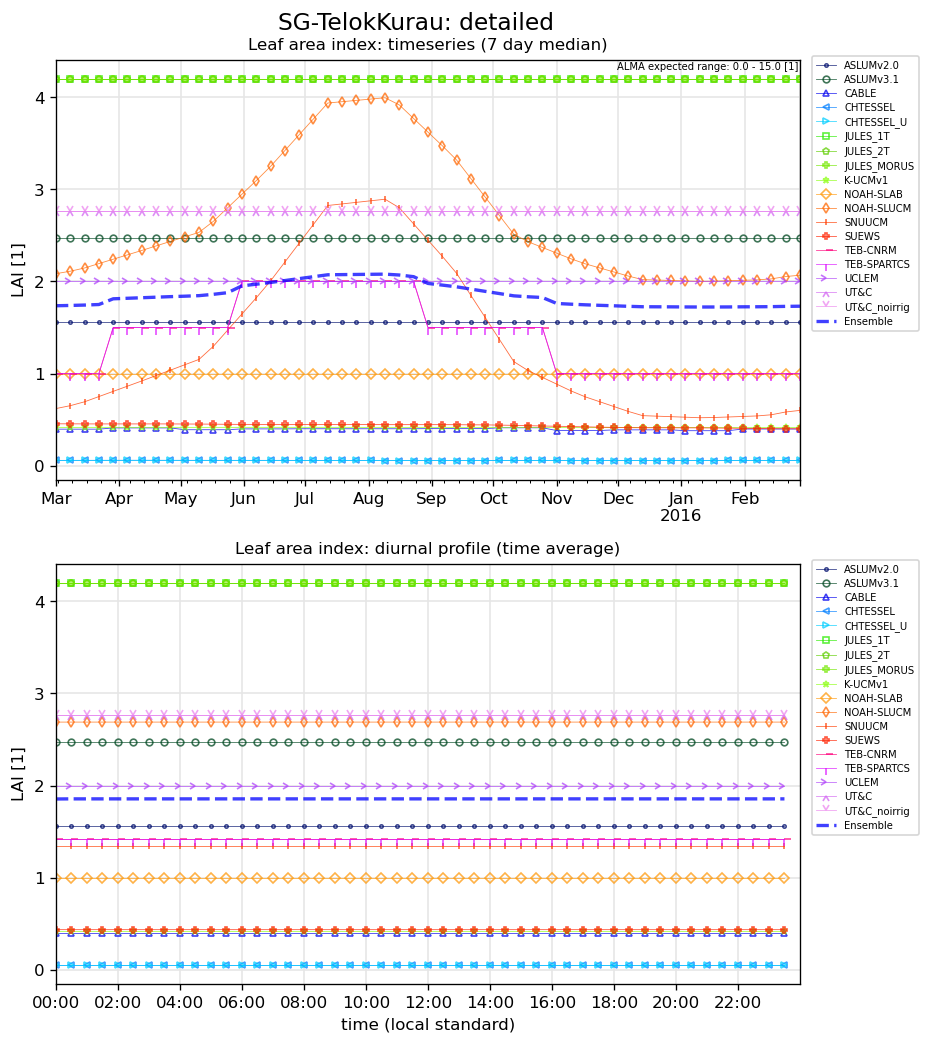 SG-TelokKurau: detailed
Leaf area index: timeseries (7 day median)
ALMA expected range: 0.0 - 15.0 [1]
LAI [1]
4
3
2
1
0
Mar Apr May Jun Jul Aug Sep Oct Nov Dec Jan Feb
2016
ASLUMv2.0
ASLUMv3.1
CABLE
CHTESSEL
CHTESSEL_U
JULES_1T
JULES_2T
JULES_MORUS
K-UCMv1
NOAH-SLAB
NOAH-SLUCM
SNUUCM
SUEWS
TEB-CNRM
TEB-SPARTCS
UCLEM
UT&C
UT&C_noirrig
Ensemble
Leaf area index: diurnal profile (time average)
LAI [1]
4
3
2
1
0
00:00 02:00 04:00 06:00 08:00 10:00 12:00 14:00 16:00 18:00 20:00 22:00
time (local standard)
ASLUMv2.0
ASLUMv3.1
CABLE
CHTESSEL
CHTESSEL_U
JULES_1T
JULES_2T
JULES_MORUS
K-UCMv1
NOAH-SLAB
NOAH-SLUCM
SNUUCM
SUEWS
TEB-CNRM
TEB-SPARTCS
UCLEM
UT&C
UT&C_noirrig
Ensemble